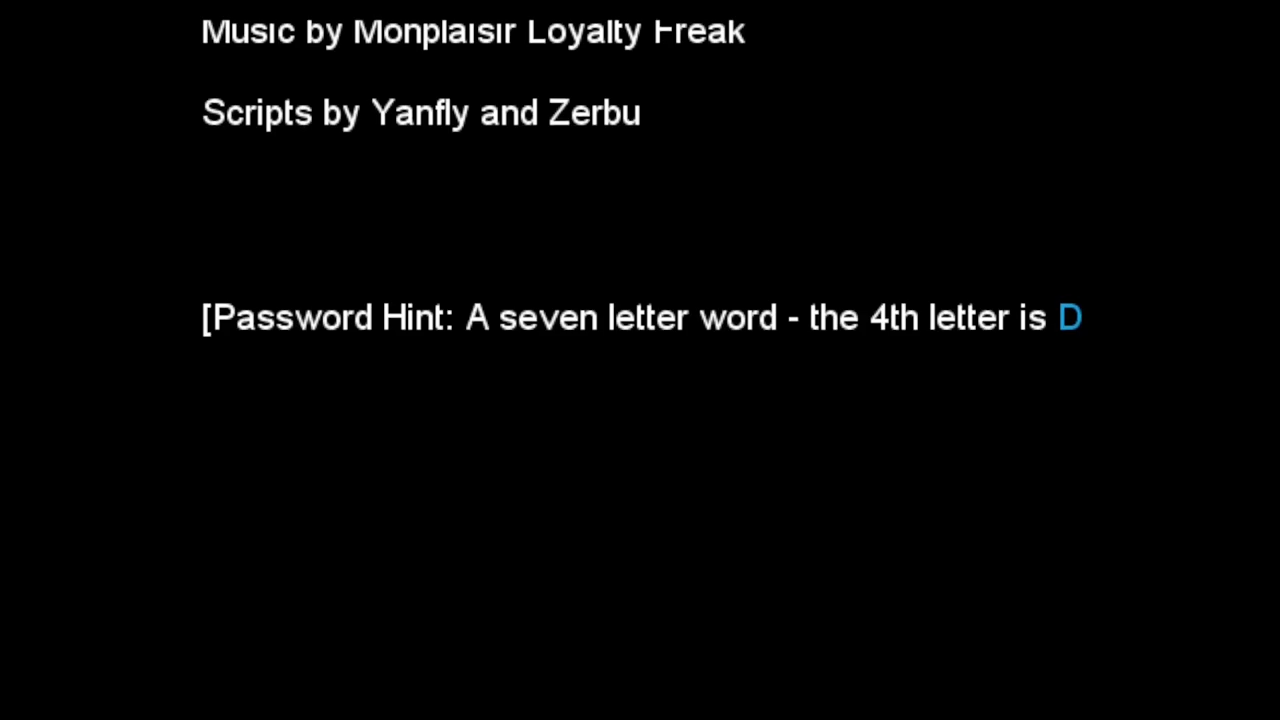 Music by Monplaisir Loyalty Freak
Scripts by Yanfly and Zerbu
[Password Hint: A seven letter word - the 4th letter is D